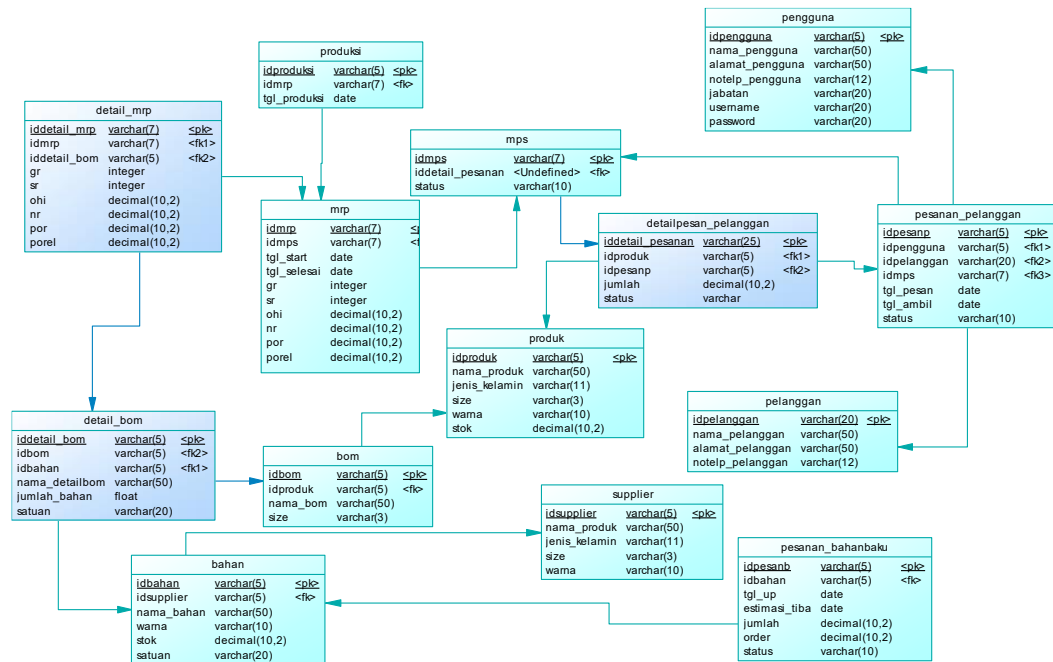 pengguna
idpengguna varchar(5) <pk>
nama_pengguna varchar(50)
alamat_pengguna varchar(50)
notelp_pengguna varchar(12)
jabatan varchar(20)
username varchar(20)
password varchar(20)
produksi
idproduksi varchar(5) <pk>
idmrp varchar(7) <fk>
tgl_produksi date
detail_mrp
iddetail_mrp varchar(7) <pk>
idmrp varchar(7) <fk1>
iddetail_bom varchar(5) <fk2>
gr integer
sr integer
ohi decimal(10,2)
nr decimal(10,2)
por decimal(10,2)
porel decimal(10,2)
mps
idmps varchar(7) <pk>
iddetail_pesanan <Undefined> <fk>
status varchar(10)
mrp
idmrp varchar(7)
idmps varchar(7)
tgl_start date
tgl_selesai date
gr integer
sr integer
ohi decimal(10,2)
nr decimal(10,2)
por decimal(10,2)
porel decimal(10,2)
detailpesan_pelanggan
iddetail_pesanan varchar(25) <pk>
idproduk varchar(5) <fk1>
idpesanp varchar(5) <fk2>
jumlah decimal(10,2)
status varchar
pesanan_pelanggan
idpesanp varchar(5) <pk>
idpengguna varchar(5) <fk1>
idpelanggan varchar(20) <fk2>
idmps varchar(7) <fk3>
tgl_pesan date
tgl_ambil date
status varchar(10)
produk
idproduk varchar(5) <pk>
nama_produk varchar(50)
jenis_kelamin varchar(11)
size varchar(3)
warna varchar(10)
stok decimal(10,2)
pelanggan
idpelanggan varchar(20) <pk>
nama_pelanggan varchar(50)
alamat_pelanggan varchar(50)
notelp_pelanggan varchar(12)
detail_bom
iddetail_bom varchar(5) <pk>
idbom varchar(5) <fk2>
idbahan varchar(5) <fk1>
nama_detailbom varchar(50)
jumlah_bahan float
satuan varchar(20)
bom
idbom varchar(5) <pk>
idproduk varchar(5) <fk>
nama_bom varchar(50)
size varchar(3)
supplier
idsupplier varchar(5) <pk>
nama_produk varchar(50)
jenis_kelamin varchar(11)
size varchar(3)
warna varchar(10)
pesanan_bahanbaku
idpesanb varchar(5) <pk>
idbahan varchar(5) <fk>
tgl_up date
estimasi_tiba date
jumlah decimal(10,2)
order decimal(10,2)
status varchar(10)
bahan
idbahan varchar(5) <pk>
idsupplier varchar(5) <fk>
nama_bahan varchar(50)
warna varchar(10)
stok decimal(10,2)
satuan varchar(20)